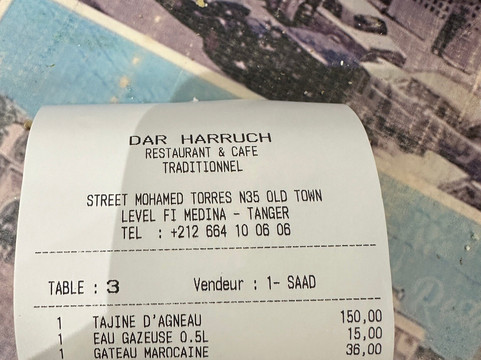 DAR HARRUCH
RESTAURANT & CAFE
TRADITIONNEL
STREET MOHAMED TORRES N35 OLD TOWN
LEVEL FI MEDINA - TANGER
TEL : +212 664 10 06 06
TABLE : 3 Vendeur : 1- SAAD
1 TAJINE D'AGNEAU 150,00
1 EAU GAZEUSE 0.5L 15,00
1 GATEAU MAROCAINE 36,00